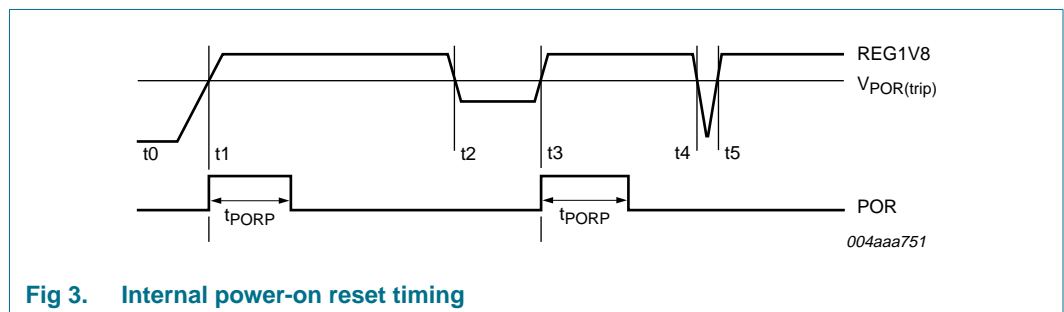 REG1V8
VPOR(trip)
t0 t1 t2 t3 t4 t5
tPORP tPORP POR
004aaa751
Fig 3. Internal power-on reset timing